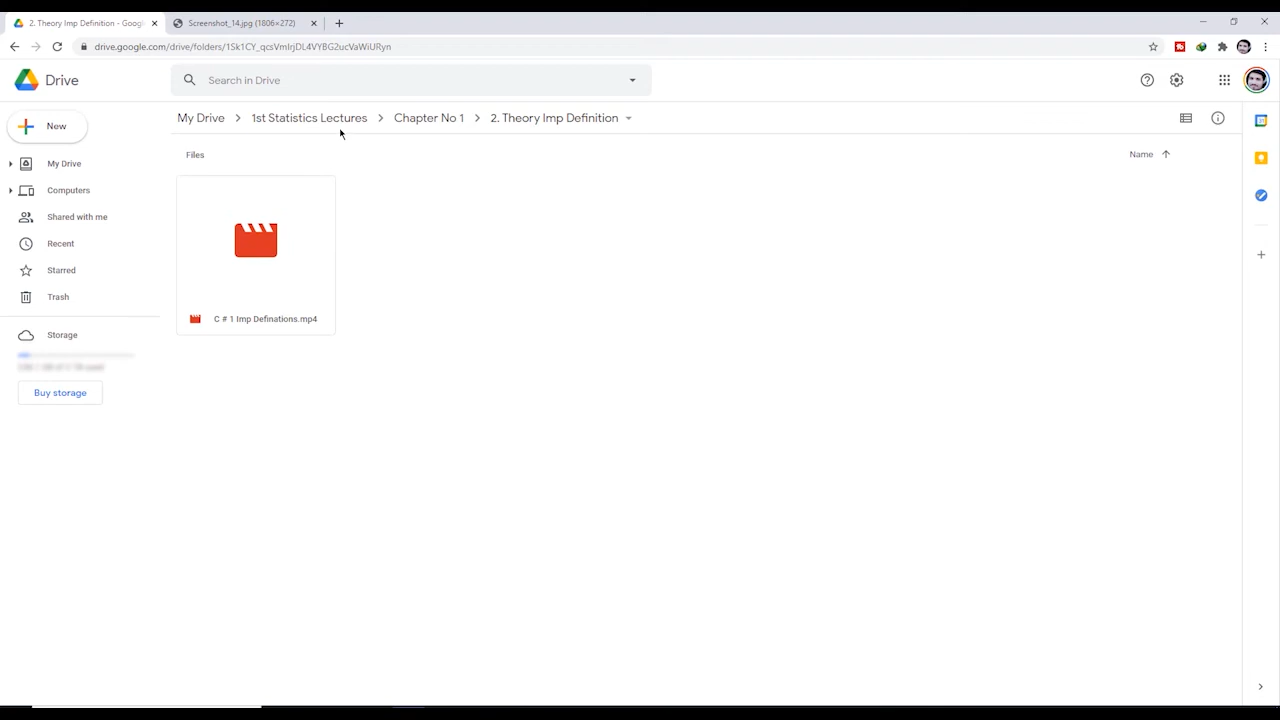 2. Theory Imp Definition - Goog
Screenshot_14.jpg (1806×272)
drive.google.com/drive/folders/1Sk1CY_qcsVmIrjDL4VYBG2ucVaWiURyn
Drive
Search in Drive
New
My Drive
1st Statistics Lectures
Chapter No 1
2. Theory Imp Definition
My Drive
Computers
Shared with me
Recent
Starred
Trash
Storage
Buy storage
Files
Name
C # 1 Imp Definations.mp4